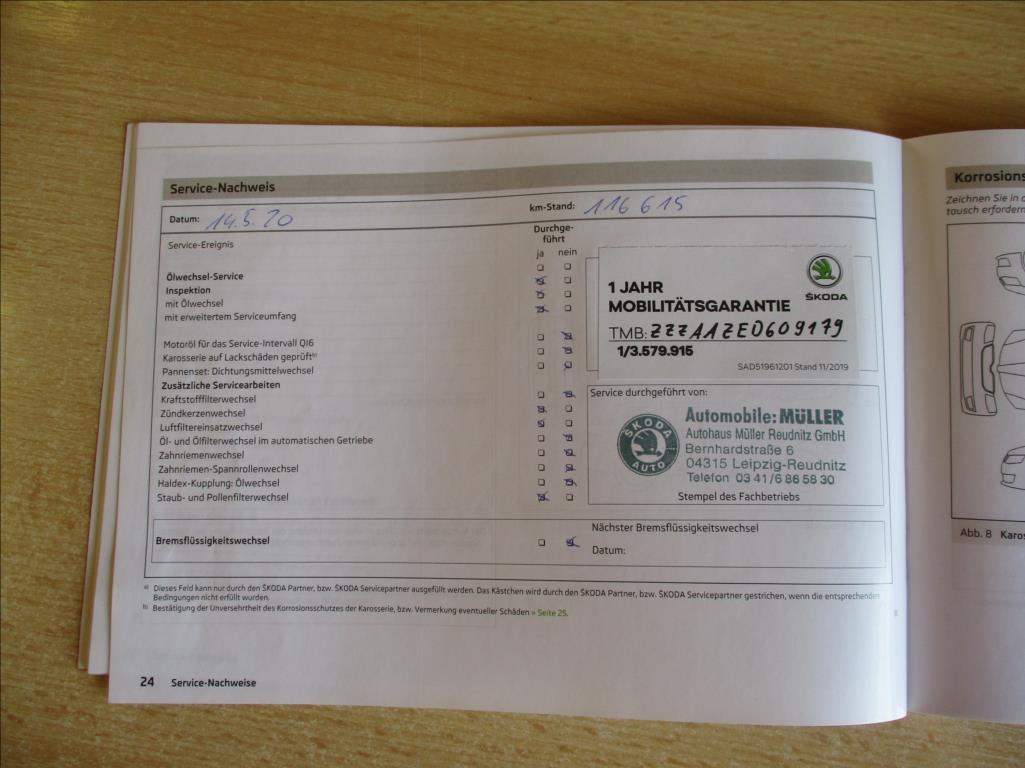 Service-Nachweis
Datum: 14.5.20
km-Stand: 116 615
Service-Ereignis
Durchge-
führt
ja nein
Ölwechsel-Service
Inspektion
mit Ölwechsel
mit erweitertem Serviceumfang
Motoröl für das Service-Intervall QI6
Karosserie auf Lackschäden geprüft b)
Pannenset: Dichtungsmittelwechsel
Zusätzliche Servicearbeiten
Kraftstofffilterwechsel
Zündkerzenwechsel
Luftfiltereinsatzwechsel
Öl- und Ölfilterwechsel im automatischen Getriebe
Zahnriemenwechsel
Zahnriemen-Spannrollenwechsel
Haldex-Kupplung: Ölwechsel
Staub- und Pollenfilterwechsel
1 JAHR
MOBILITÄTSGARANTIE
ŠKODA
TMB: ZZZAAZE0609179
1/3.579.915
SAD51961201 Stand 11/2019
Service durchgeführt von:
ŠKODA
AUTO
Automobile: MÜLLER
Autohaus Müller Reudnitz GmbH
Bernhardstraße 6
04315 Leipzig-Reudnitz
Telefon 03 41/6 86 58 30
Stempel des Fachbetriebs
Bremsflüssigkeitswechsel
Nächster Bremsflüssigkeitswechsel
Datum:
a) Dieses Feld kann nur durch den ŠKODA Partner, bzw. ŠKODA Servicepartner ausgefüllt werden. Das Kästchen wird durch den ŠKODA Partner, bzw. ŠKODA Servicepartner gestrichen, wenn die entsprechenden
Bedingungen nicht erfüllt wurden.
b) Bestätigung der Unversehrtheit des Korrosionsschutzes der Karosserie, bzw. Vermerkung eventueller Schäden » Seite 25.
24 Service-Nachweise
Korrosions
Zeichnen Sie in d
tausch erforder
Abb. 8 Karos